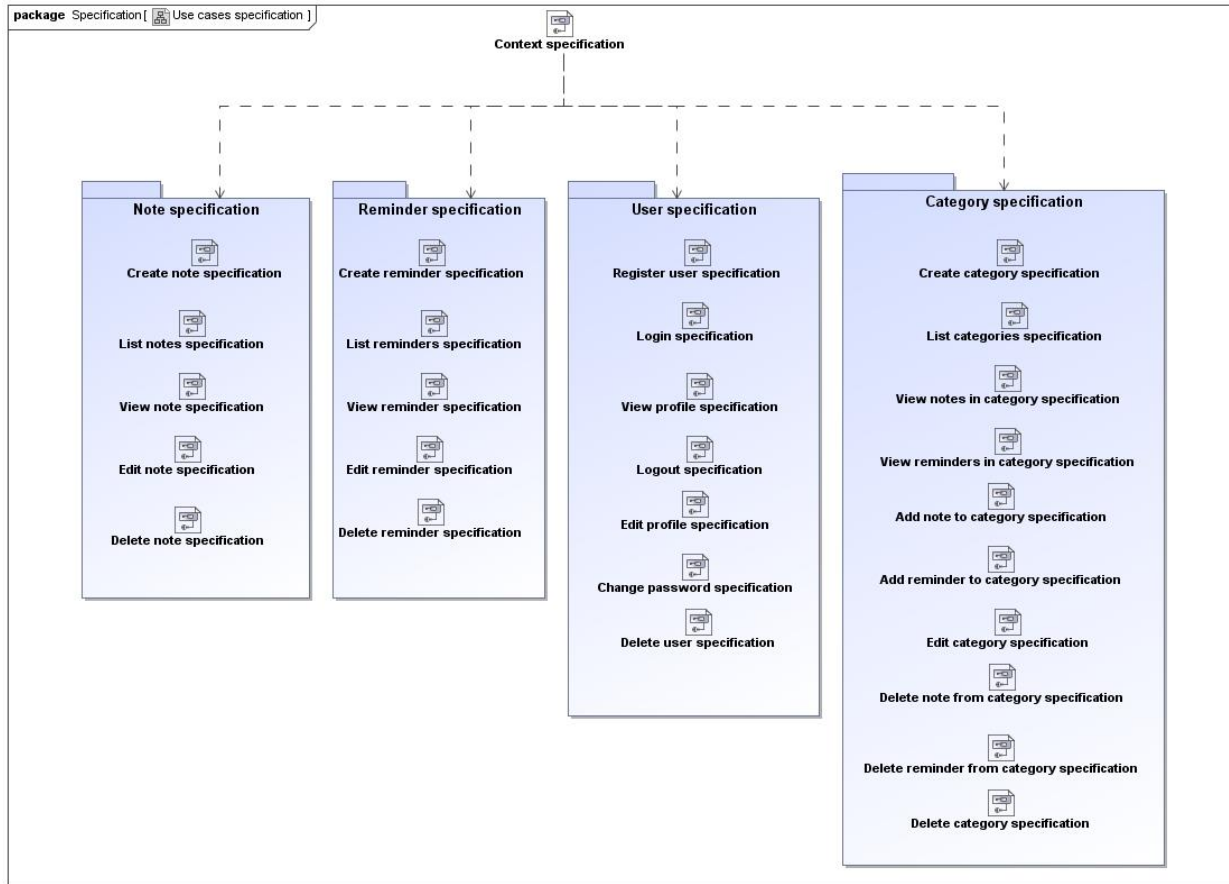 package Specification[ Use cases specification ]
Context specification
Note specification
Create note specification
List notes specification
View note specification
Edit note specification
Delete note specification
Reminder specification
Create reminder specification
List reminders specification
View reminder specification
Edit reminder specification
Delete reminder specification
User specification
Register user specification
Login specification
View profile specification
Logout specification
Edit profile specification
Change password specification
Delete user specification
Category specification
Create category specification
List categories specification
View notes in category specification
View reminders in category specification
Add note to category specification
Add reminder to category specification
Edit category specification
Delete note from category specification
Delete reminder from category specification
Delete category specification